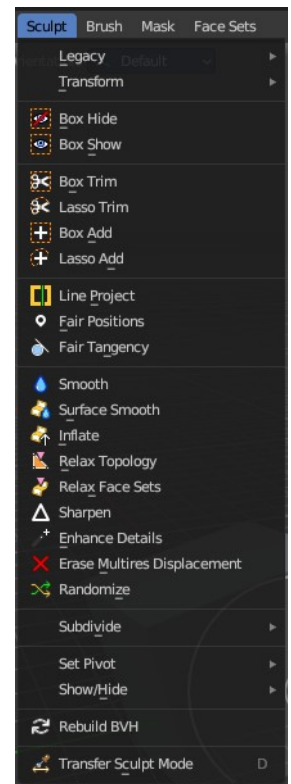 Sculpt Brush Mask Face Sets
Legacy
Default
Transform
Box Hide
Box Show
Box Trim
Lasso Trim
Box Add
Lasso Add
Line Project
Fair Positions
Fair Tangency
Smooth
Surface Smooth
Inflate
Relax Topology
Relax Face Sets
Sharpen
Enhance Details
Erase Multires Displacement
Randomize
Subdivide
Set Pivot
Show/Hide
Rebuild BVH
Transfer Sculpt Mode D